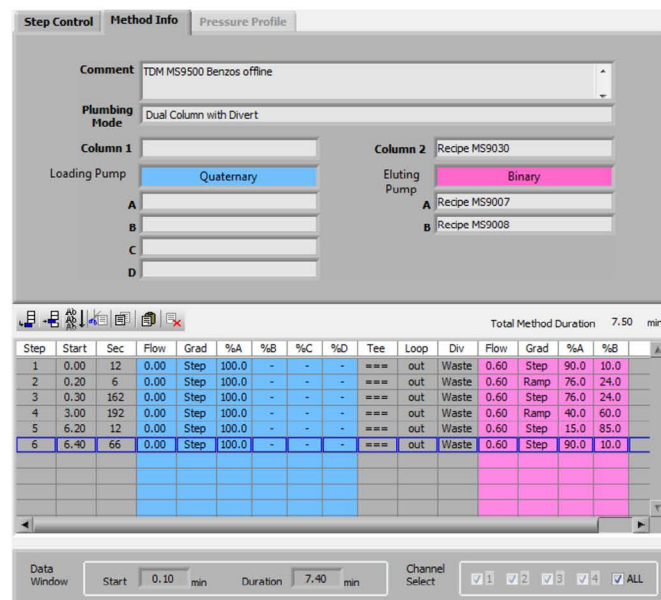 Step Control Method Info Pressure Profile
Comment TDM MS9500 Benzos offline
Plumbing Mode Dual Column with Divert
Column 1 Column 2 Recipe MS9030
Loading Pump Quaternary Eluting Pump Binary
A A Recipe MS9007
B B Recipe MS9008
C
D
Total Method Duration 7.50 min
Step Start Sec Flow Grad %A %B %C %D Tee Loop Div Flow Grad %A %B
1 0.00 12 0.00 Step 100.0 - - - === out Waste 0.60 Step 90.0 10.0
2 0.20 6 0.00 Step 100.0 - - - === out Waste 0.60 Ramp 76.0 24.0
3 0.30 162 0.00 Step 100.0 - - - === out Waste 0.60 Step 76.0 24.0
4 3.00 192 0.00 Step 100.0 - - - === out Waste 0.60 Ramp 40.0 60.0
5 6.20 12 0.00 Step 100.0 - - - === out Waste 0.60 Step 15.0 85.0
6 6.40 66 0.00 Step 100.0 - - - === out Waste 0.60 Step 90.0 10.0
Data Window Start 0.10 min Duration 7.40 min Channel Select 1 2 3 4 ALL